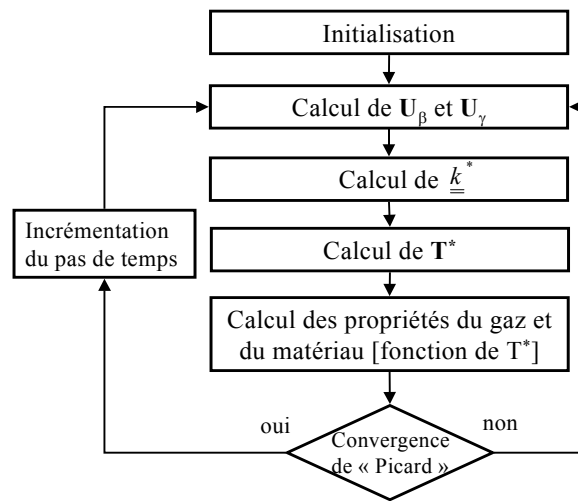 Initialisation
Calcul de U_β et U_γ
Calcul de k^*
Incrémentation
du pas de temps
Calcul de T^*
Calcul des propriétés du gaz et
du matériau [fonction de T^*]
oui
non
Convergence
de « Picard »